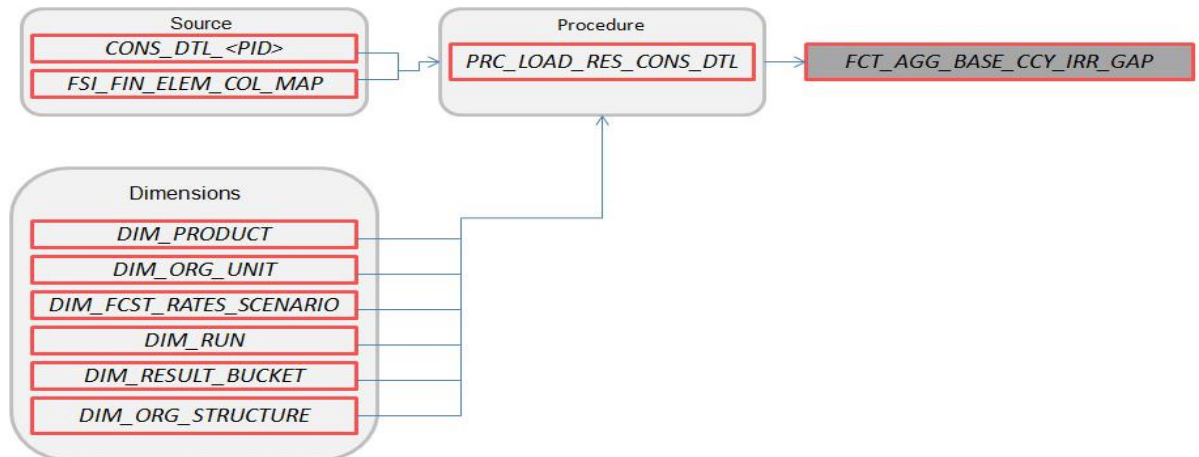 Source
CONS_DTL_<PID>
FSI_FIN_ELEM_COL_MAP
Procedure
PRC_LOAD_RES_CONS_DTL
FCT_AGG_BASE_CCY_IRR_GAP
Dimensions
DIM_PRODUCT
DIM_ORG_UNIT
DIM_FCST_RATES_SCENARIO
DIM_RUN
DIM_RESULT_BUCKET
DIM_ORG_STRUCTURE